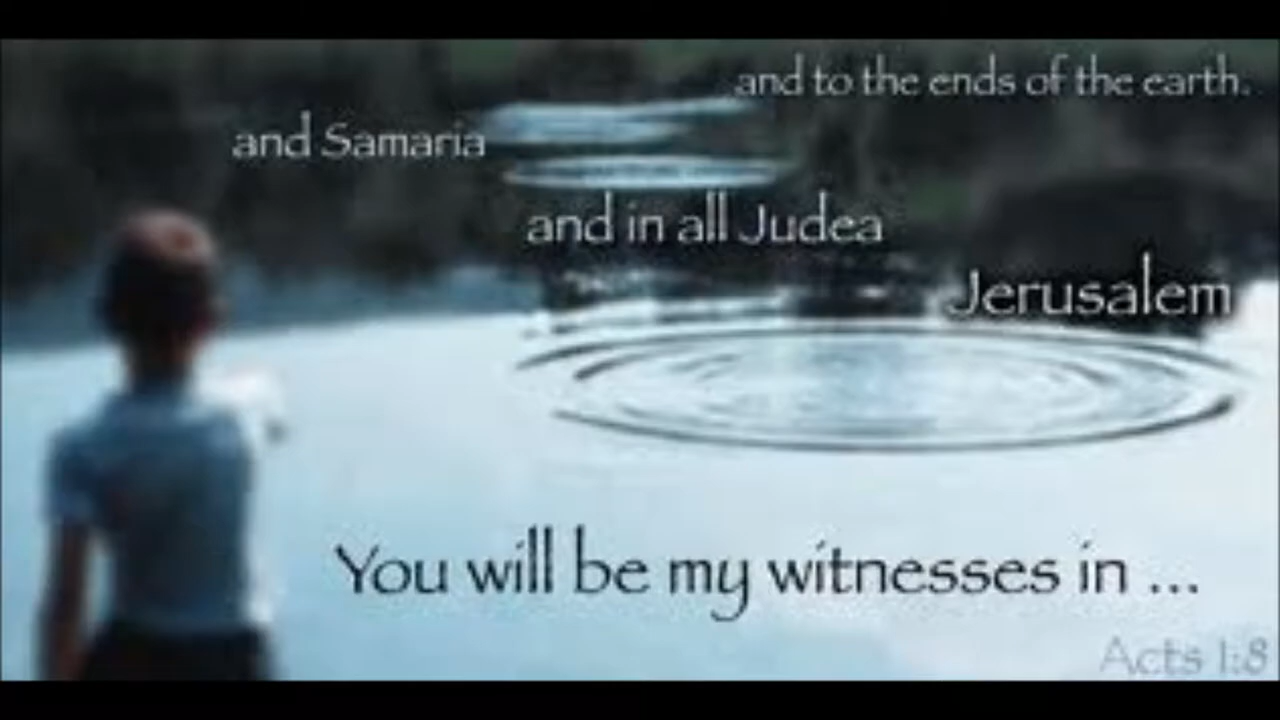 and to the ends of the earth.
and Samaria
and in all Judea
Jerusalem
You will be my witnesses in ...
Acts 1:8